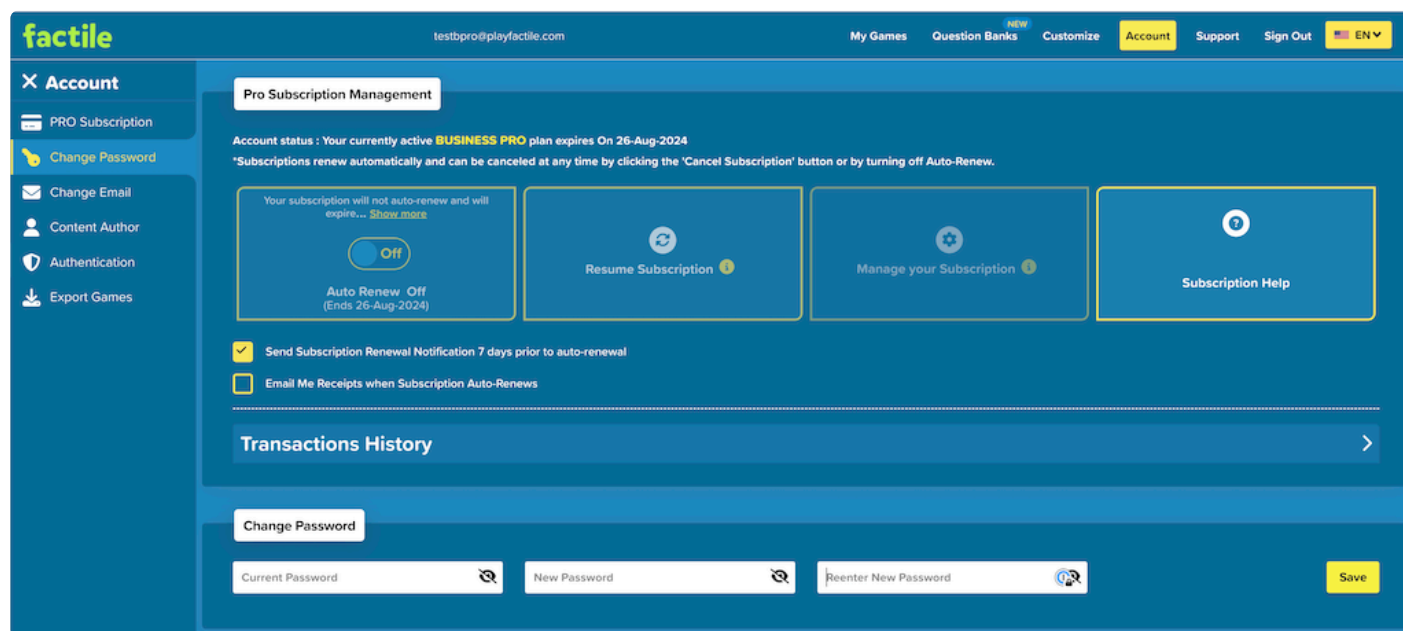 factile
testbpro@playfactile.com
My Games
NEW
Question Banks
Customize
Account
Support
Sign Out
EN
Account
PRO Subscription
Change Password
Change Email
Content Author
Authentication
Export Games
Pro Subscription Management
Account status : Your currently active BUSINESS PRO plan expires On 26-Aug-2024
*Subscriptions renew automatically and can be canceled at any time by clicking the 'Cancel Subscription' button or by turning off Auto-Renew.
Your subscription will not auto-renew and will
expire... Show more
Off
Auto Renew Off
(Ends 26-Aug-2024)
Resume Subscription
Manage your Subscription
Subscription Help
Send Subscription Renewal Notification 7 days prior to auto-renewal
Email Me Receipts when Subscription Auto-Renews
Transactions History
Change Password
Current Password
New Password
Reenter New Password
Save